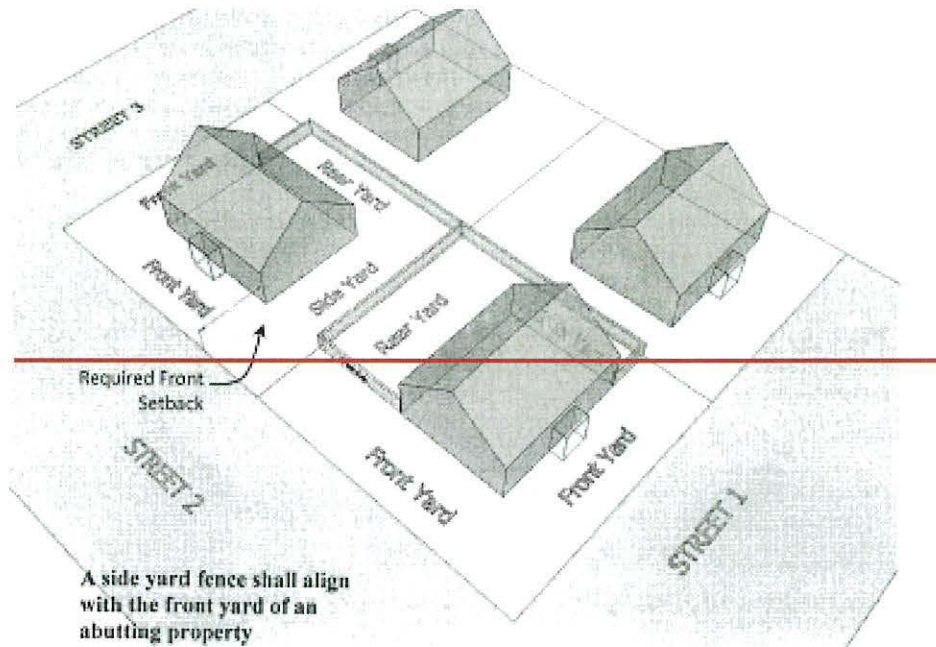 STREET 3
Front Yard
Rear Yard
Front Yard
Side Yard
Rear Yard
Required Front
Setback
STREET 2
Front Yard
Front Yard
STREET 1
A side yard fence shall align
with the front yard of an
abutting property